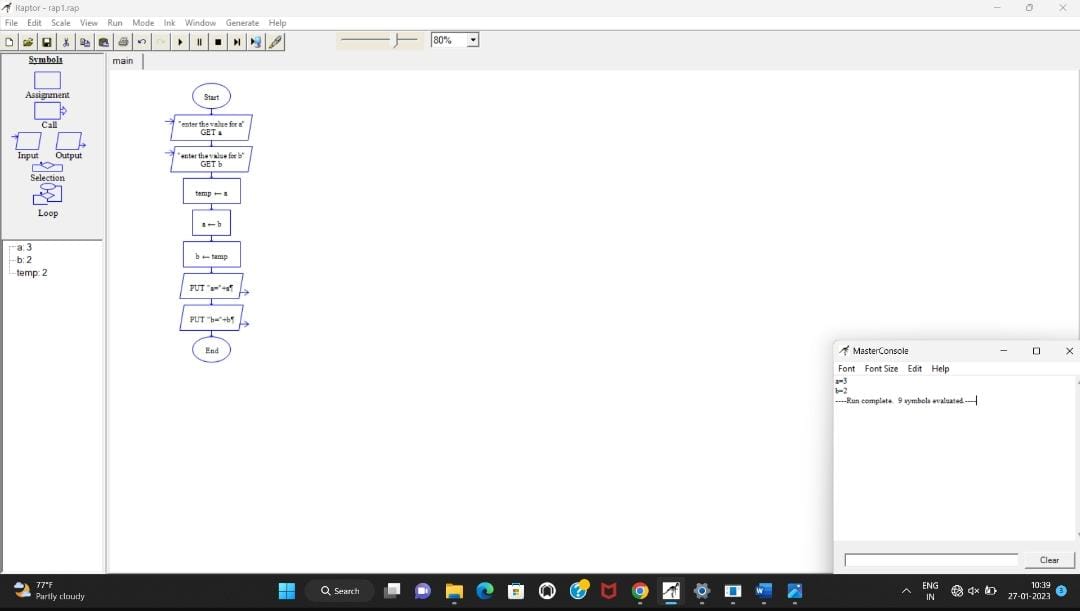 Raptor - rap1.rap
File Edit Scale View Run Mode Ink Window Generate Help
80%
Symbols
main
Assignment
Call
Input Output
Selection
Loop
a: 3
b: 2
temp: 2
Start
"enter the value for a"
GET a
"enter the value for b"
GET b
temp ← a
a ← b
b ← temp
PUT "a="+a¶
PUT "b="+b¶
End
MasterConsole
Font Font Size Edit Help
a=3
b=2
----Run complete. 9 symbols evaluated.----
Clear
77°F
Partly cloudy
Search
ENG
IN
10:39
27-01-2023
3